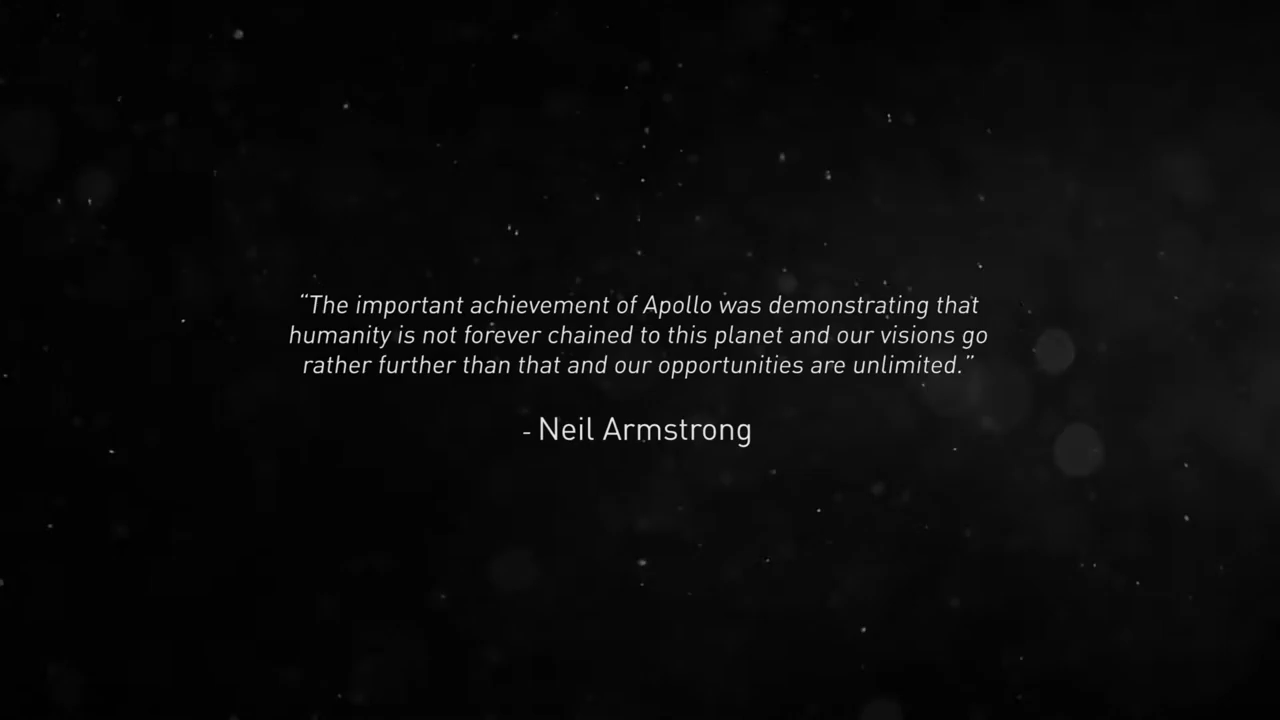 “The important achievement of Apollo was demonstrating that
humanity is not forever chained to this planet and our visions go
rather further than that and our opportunities are unlimited.”
- Neil Armstrong